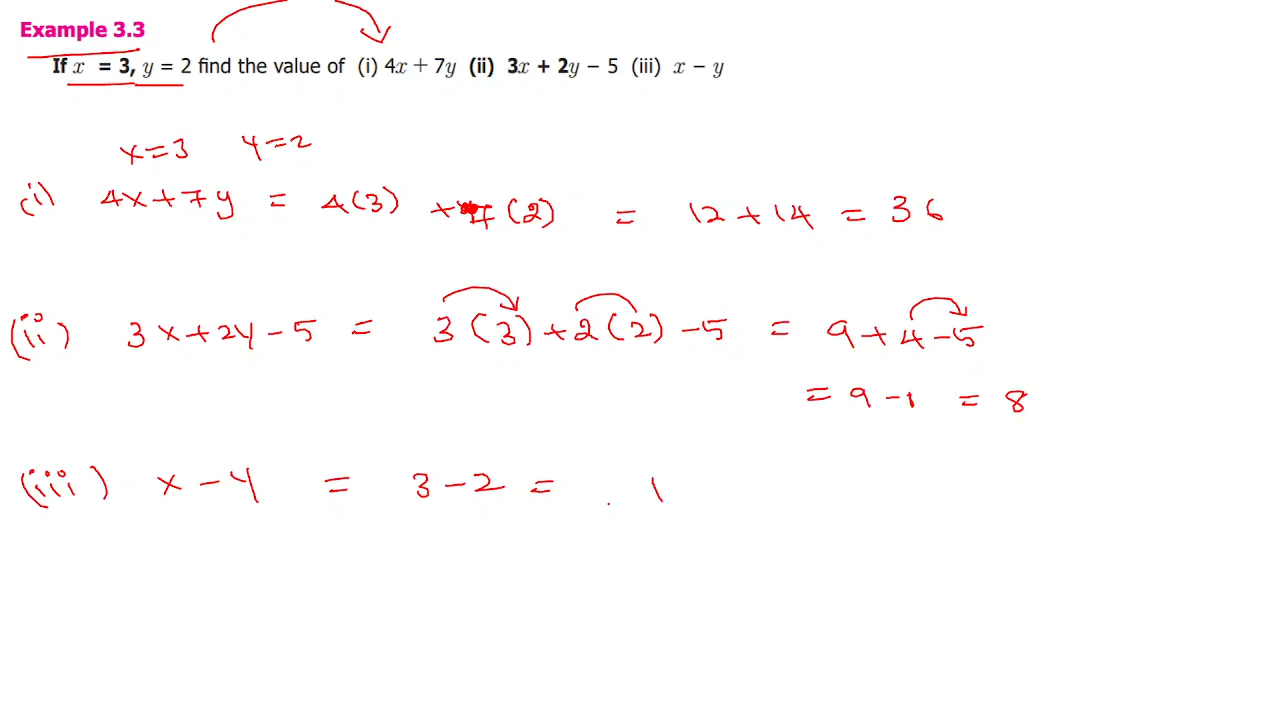 Example 3.3
If x = 3, y = 2 find the value of (i) 4x + 7y (ii) 3x + 2y − 5 (iii) x − y
x=3 y=2
(i) 4x+7y = 4(3) +7(2) = 12+14 = 36
(ii) 3x+2y-5 = 3(3)+2(2)-5 = 9+4-5
= 9-1 = 8
(iii) x-y = 3-2 = 1